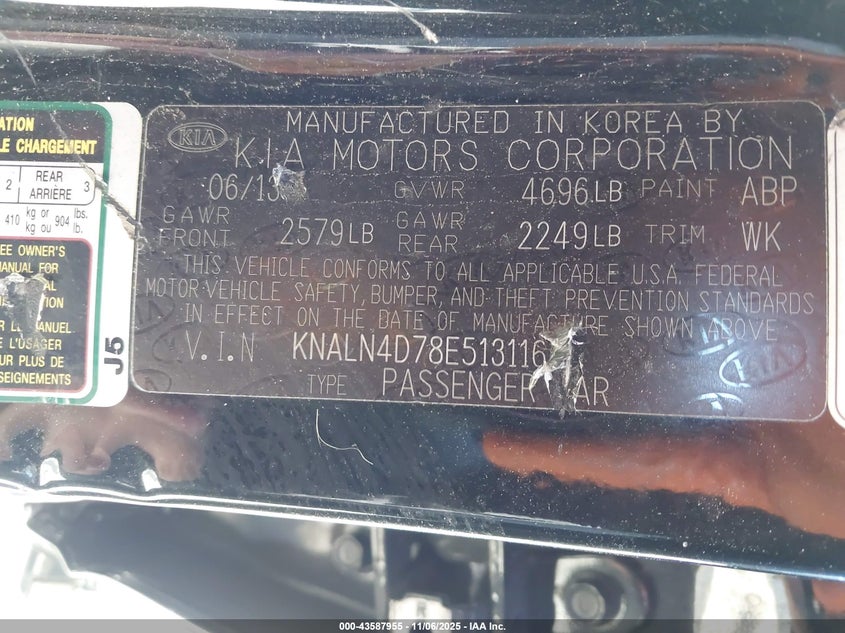 ATION
LE CHARGEMENT
2 REAR 3
ARRIÈRE
410 kg or 904 lbs.
kg ou lb.
EE OWNER'S
MANUAL FOR
AL
TION
R LE MANUEL
E L'USAGER
UR PLUS DE
SEIGNEMENTS
J5
KIA
MANUFACTURED IN KOREA BY
KIA MOTORS CORPORATION
06/13 GVWR 4696LB PAINT ABP
GAWR FRONT 2579LB GAWR REAR 2249LB TRIM WK
THIS VEHICLE CONFORMS TO ALL APPLICABLE U.S.A. FEDERAL
MOTOR VEHICLE SAFETY, BUMPER, AND THEFT PREVENTION STANDARDS
IN EFFECT ON THE DATE OF MANUFACTURE SHOWN ABOVE
V.I.N KNALN4D78E513116
TYPE PASSENGER CAR
000-43587955 - 11/06/2025 - IAA Inc.